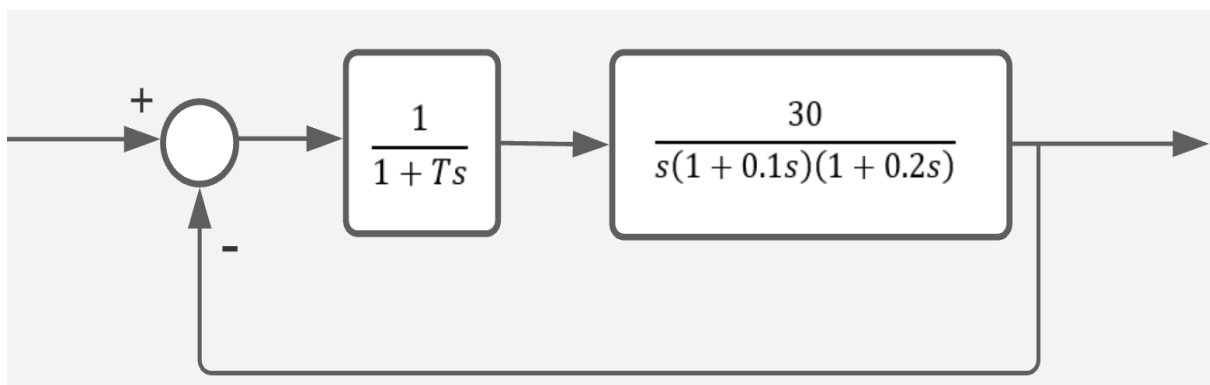 +
1
1 + Ts
30
s(1 + 0.1s)(1 + 0.2s)
-